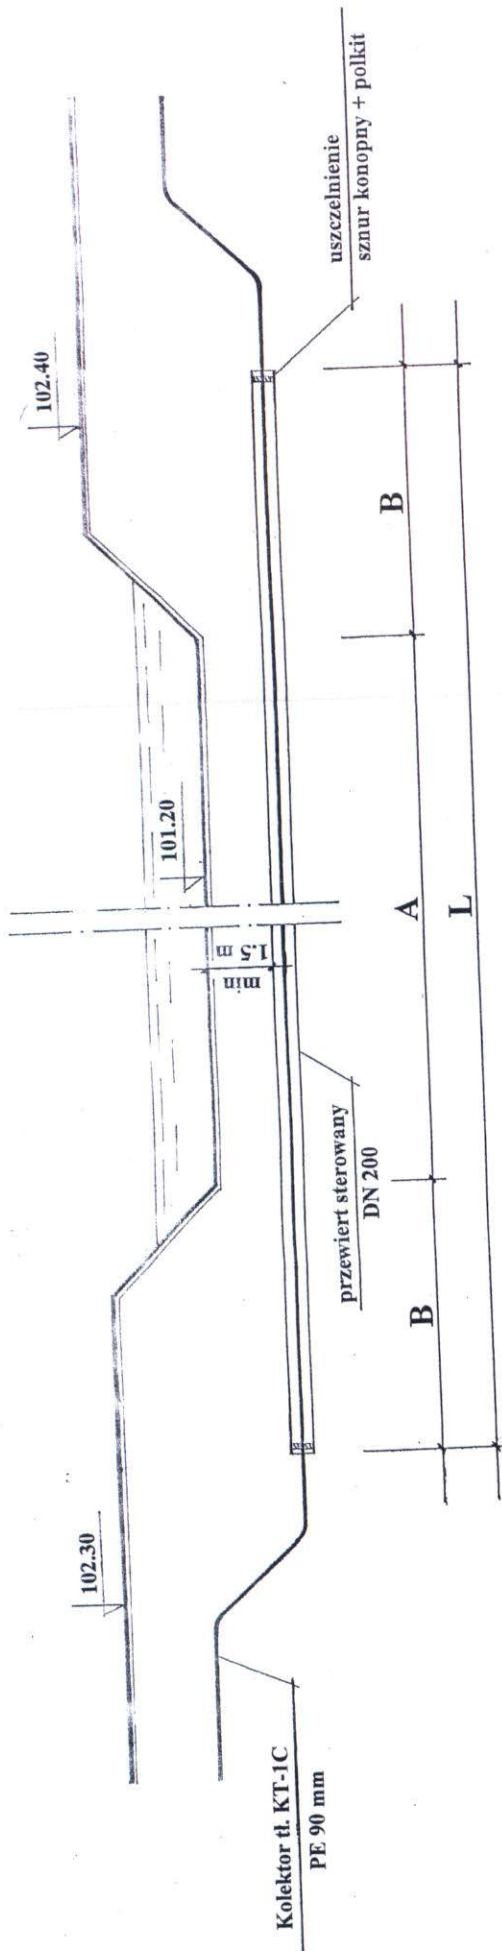 102.30
102.40
101.20
min
1.5 m
Kolektor tł. KT-1C
PE 90 mm
przewiert sterowany
DN 200
uszczelnienie
sznur konopny + polkit
B
A
B
L